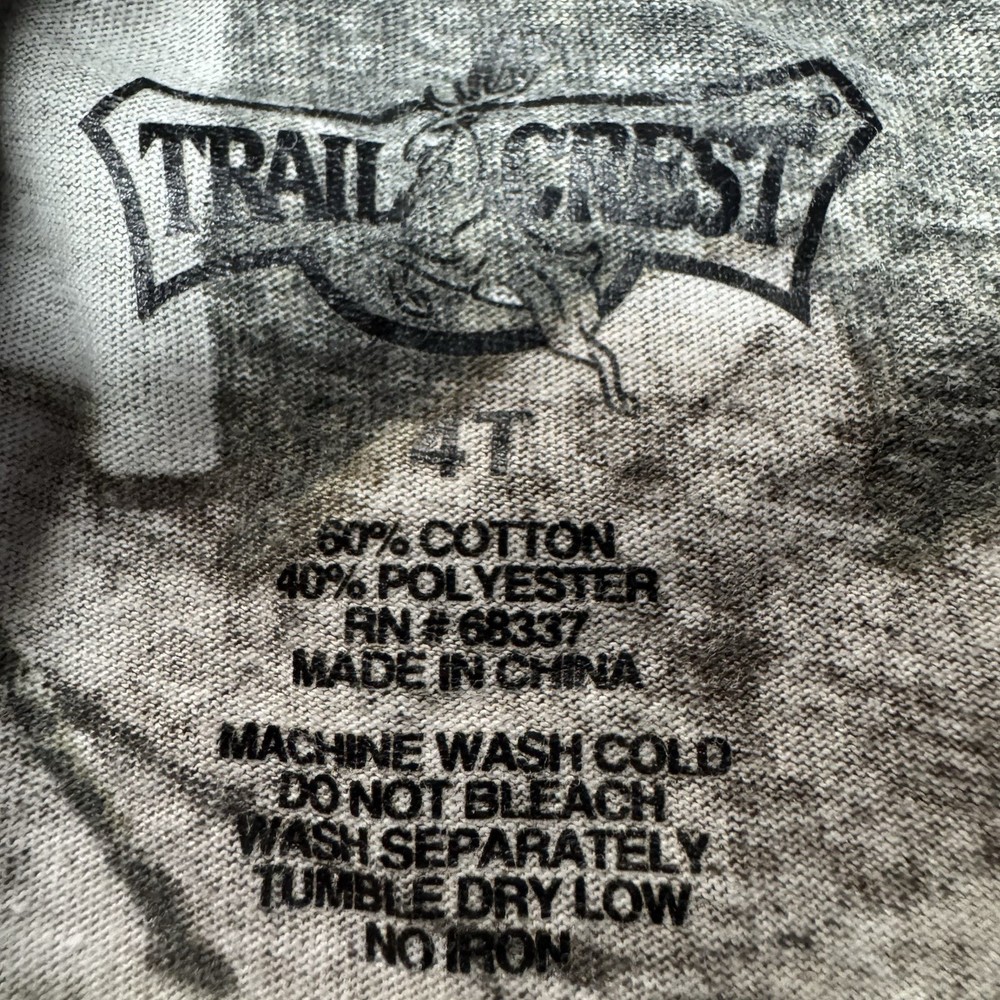 TRAIL CREST
4T
60% COTTON
40% POLYESTER
RN # 68337
MADE IN CHINA
MACHINE WASH COLD
DO NOT BLEACH
WASH SEPARATELY
TUMBLE DRY LOW
NO IRON